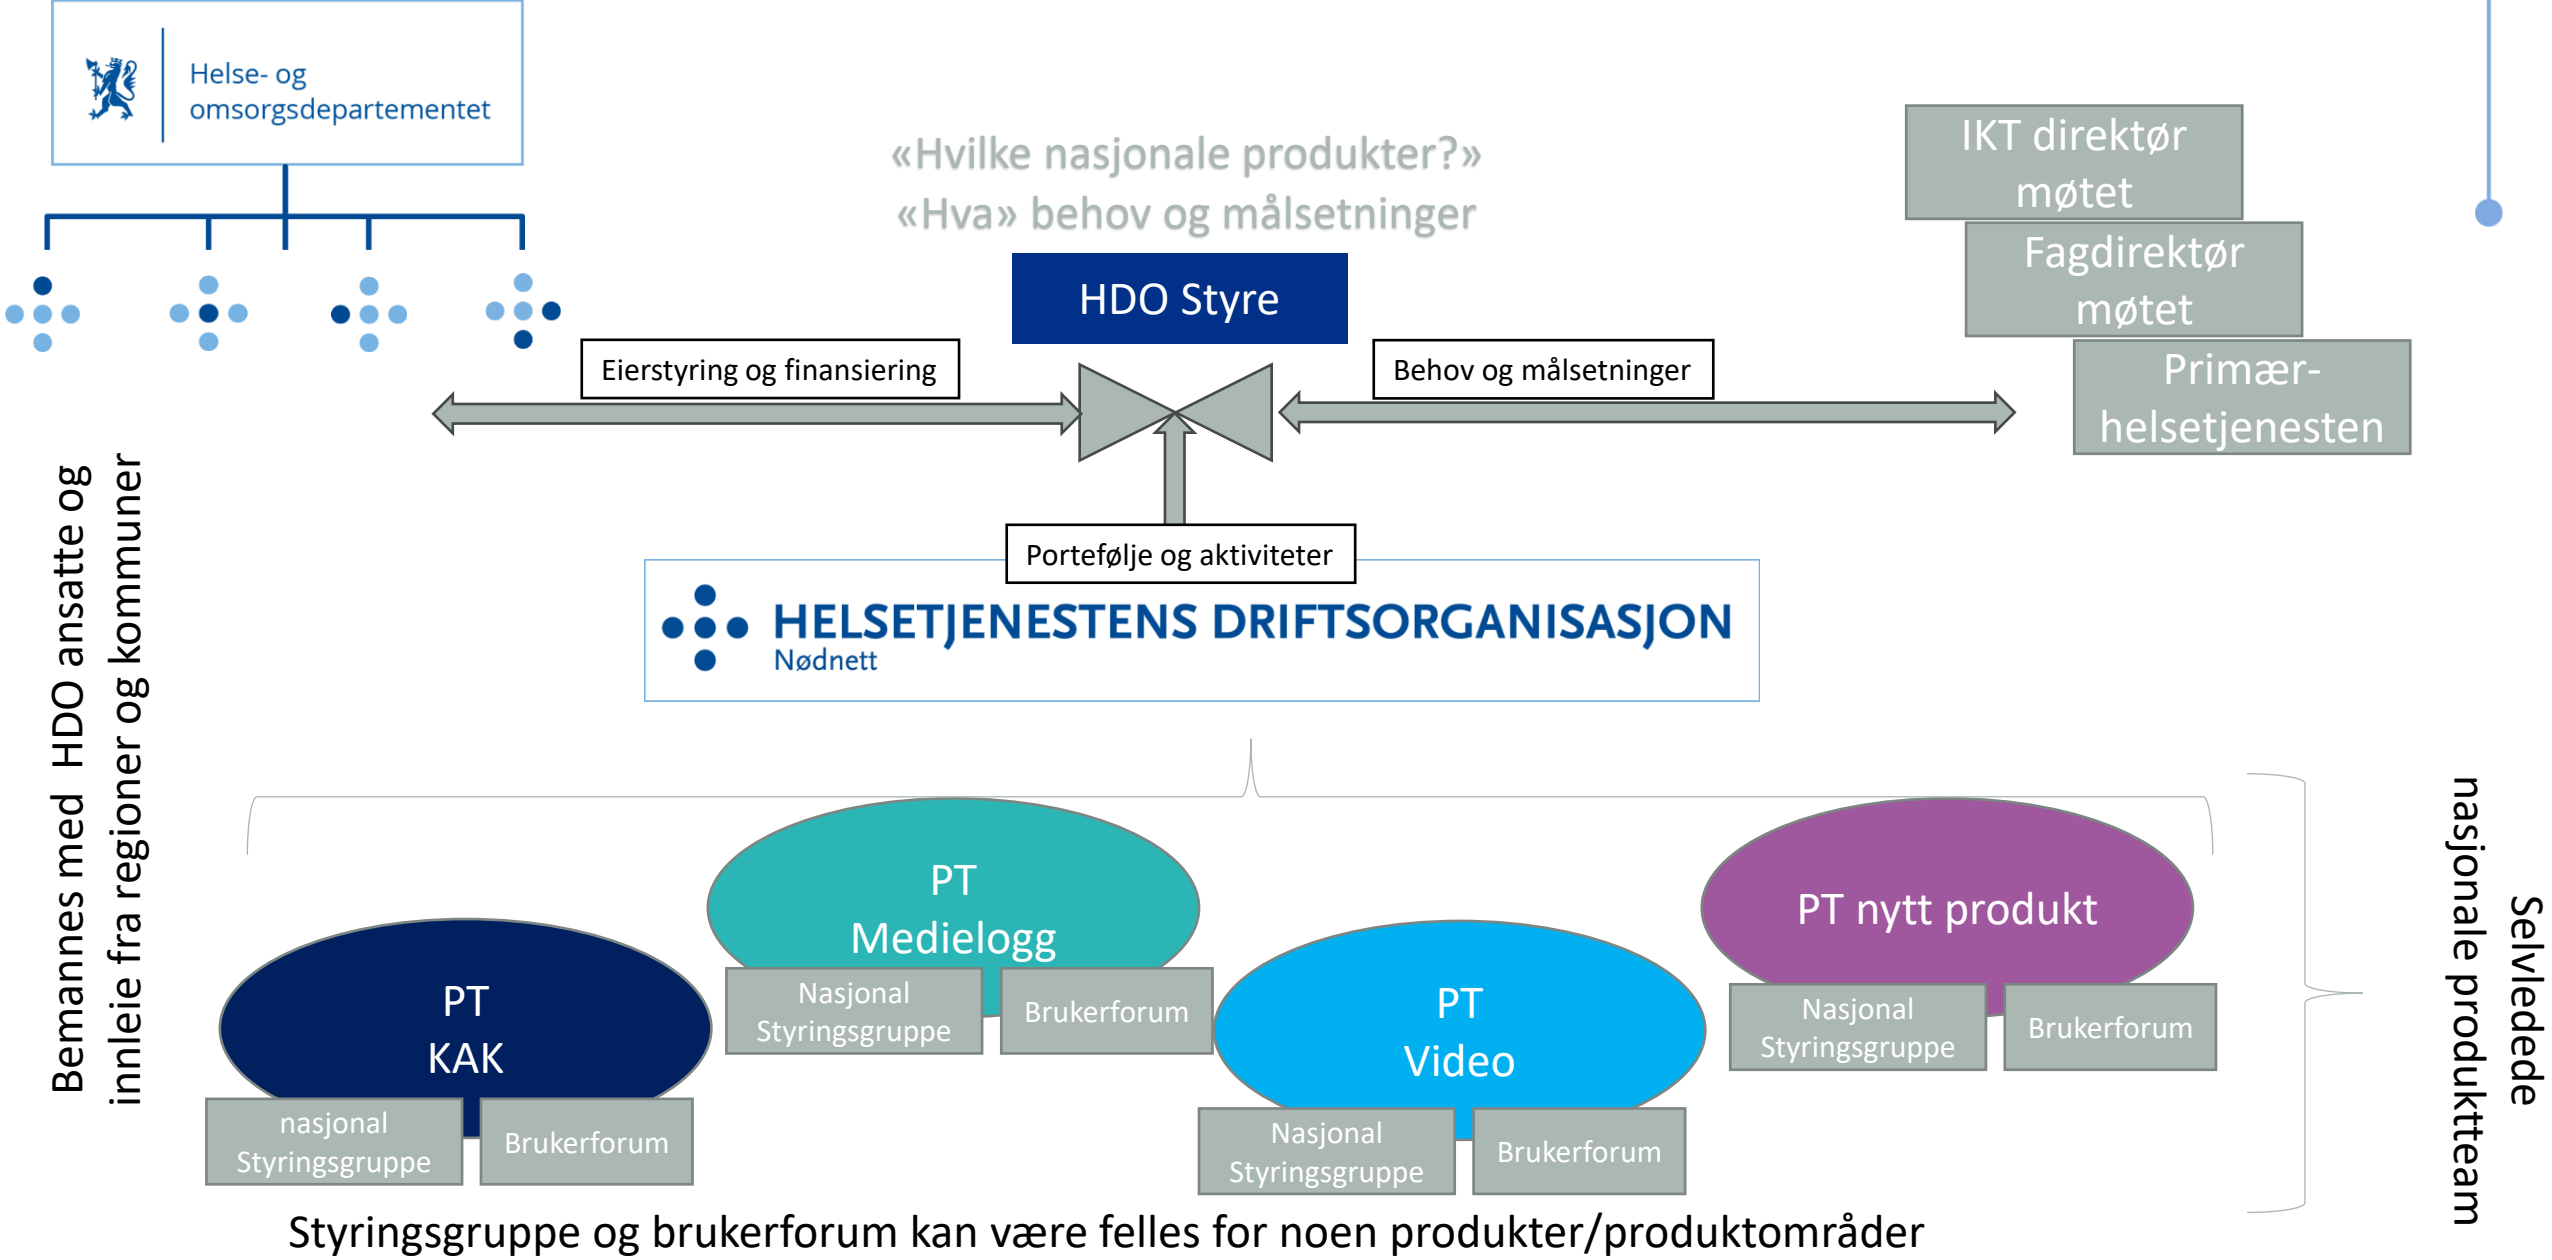 Helse- og
omsorgsdepartementet
«Hvilke nasjonale produkter?»
«Hva» behov og målsetninger
HDO Styre
IKT direktør
møtet
Fagdirektør
møtet
Primær-
helsetjenesten
Eierstyring og finansiering
Behov og målsetninger
Portefølje og aktiviteter
HELSETJENESTENS DRIFTSORGANISASJON
Nødnett
Bemannes med HDO ansatte og
innleie fra regioner og kommuner
PT
KAK
nasjonal
Styringsgruppe
Brukerforum
PT
Medielogg
Nasjonal
Styringsgruppe
Brukerforum
PT
Video
Nasjonal
Styringsgruppe
Brukerforum
PT nytt produkt
Nasjonal
Styringsgruppe
Brukerforum
Selvledede
nasjonale produktteam
Styringsgruppe og brukerforum kan være felles for noen produkter/produktområder